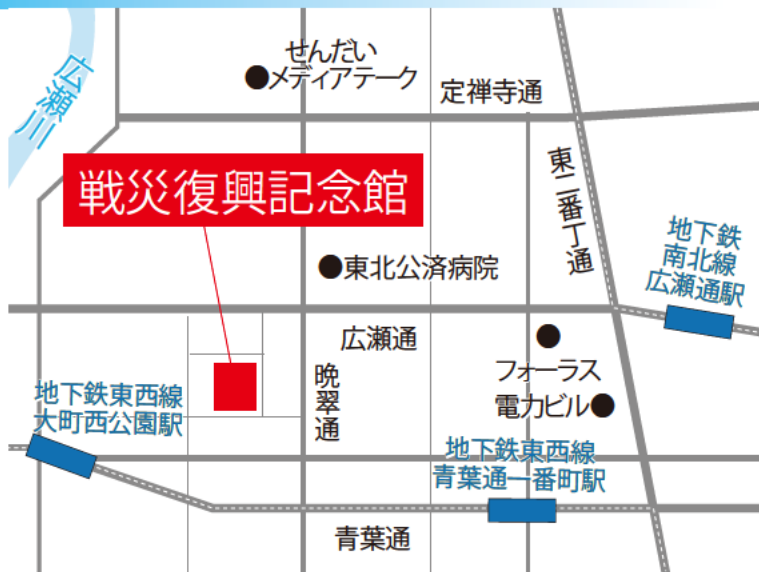 せんだい
メディアテーク
定禅寺通
広瀬川
戦災復興記念館
東二番丁通
地下鉄
南北線
広瀬通駅
東北公済病院
広瀬通
フォーラス
電力ビル
晩翠通
地下鉄東西線
大町西公園駅
地下鉄東西線
青葉通一番町駅
青葉通